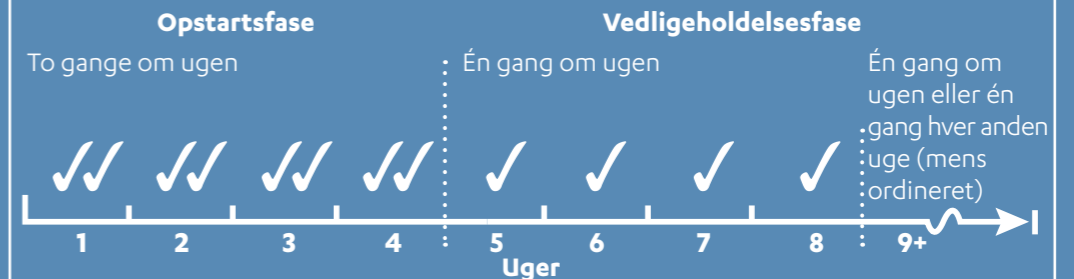 Opstartsfase
Vedligeholdelsesfase
To gange om ugen
Én gang om ugen
Én gang om
ugen eller én
gang hver anden
uge (mens
ordineret)
1 2 3 4 5 6 7 8 9+
Uger